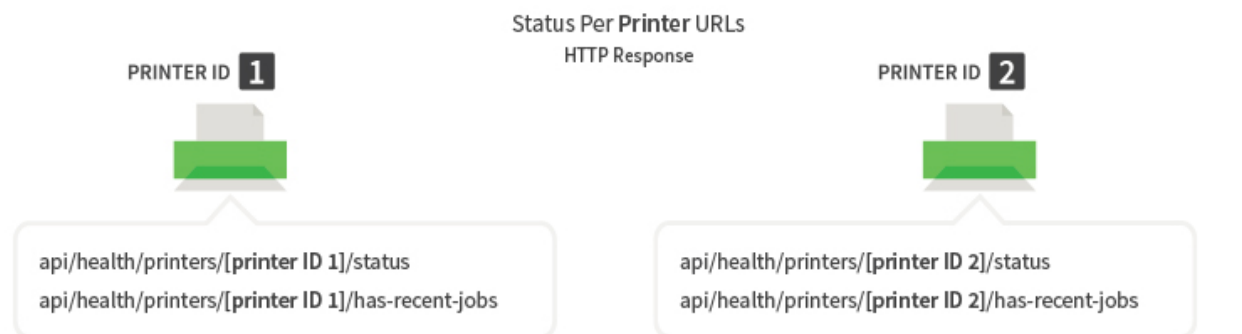 Status Per Printer URLs
HTTP Response
PRINTER ID 1
api/health/printers/[printer ID 1]/status
api/health/printers/[printer ID 1]/has-recent-jobs
PRINTER ID 2
api/health/printers/[printer ID 2]/status
api/health/printers/[printer ID 2]/has-recent-jobs